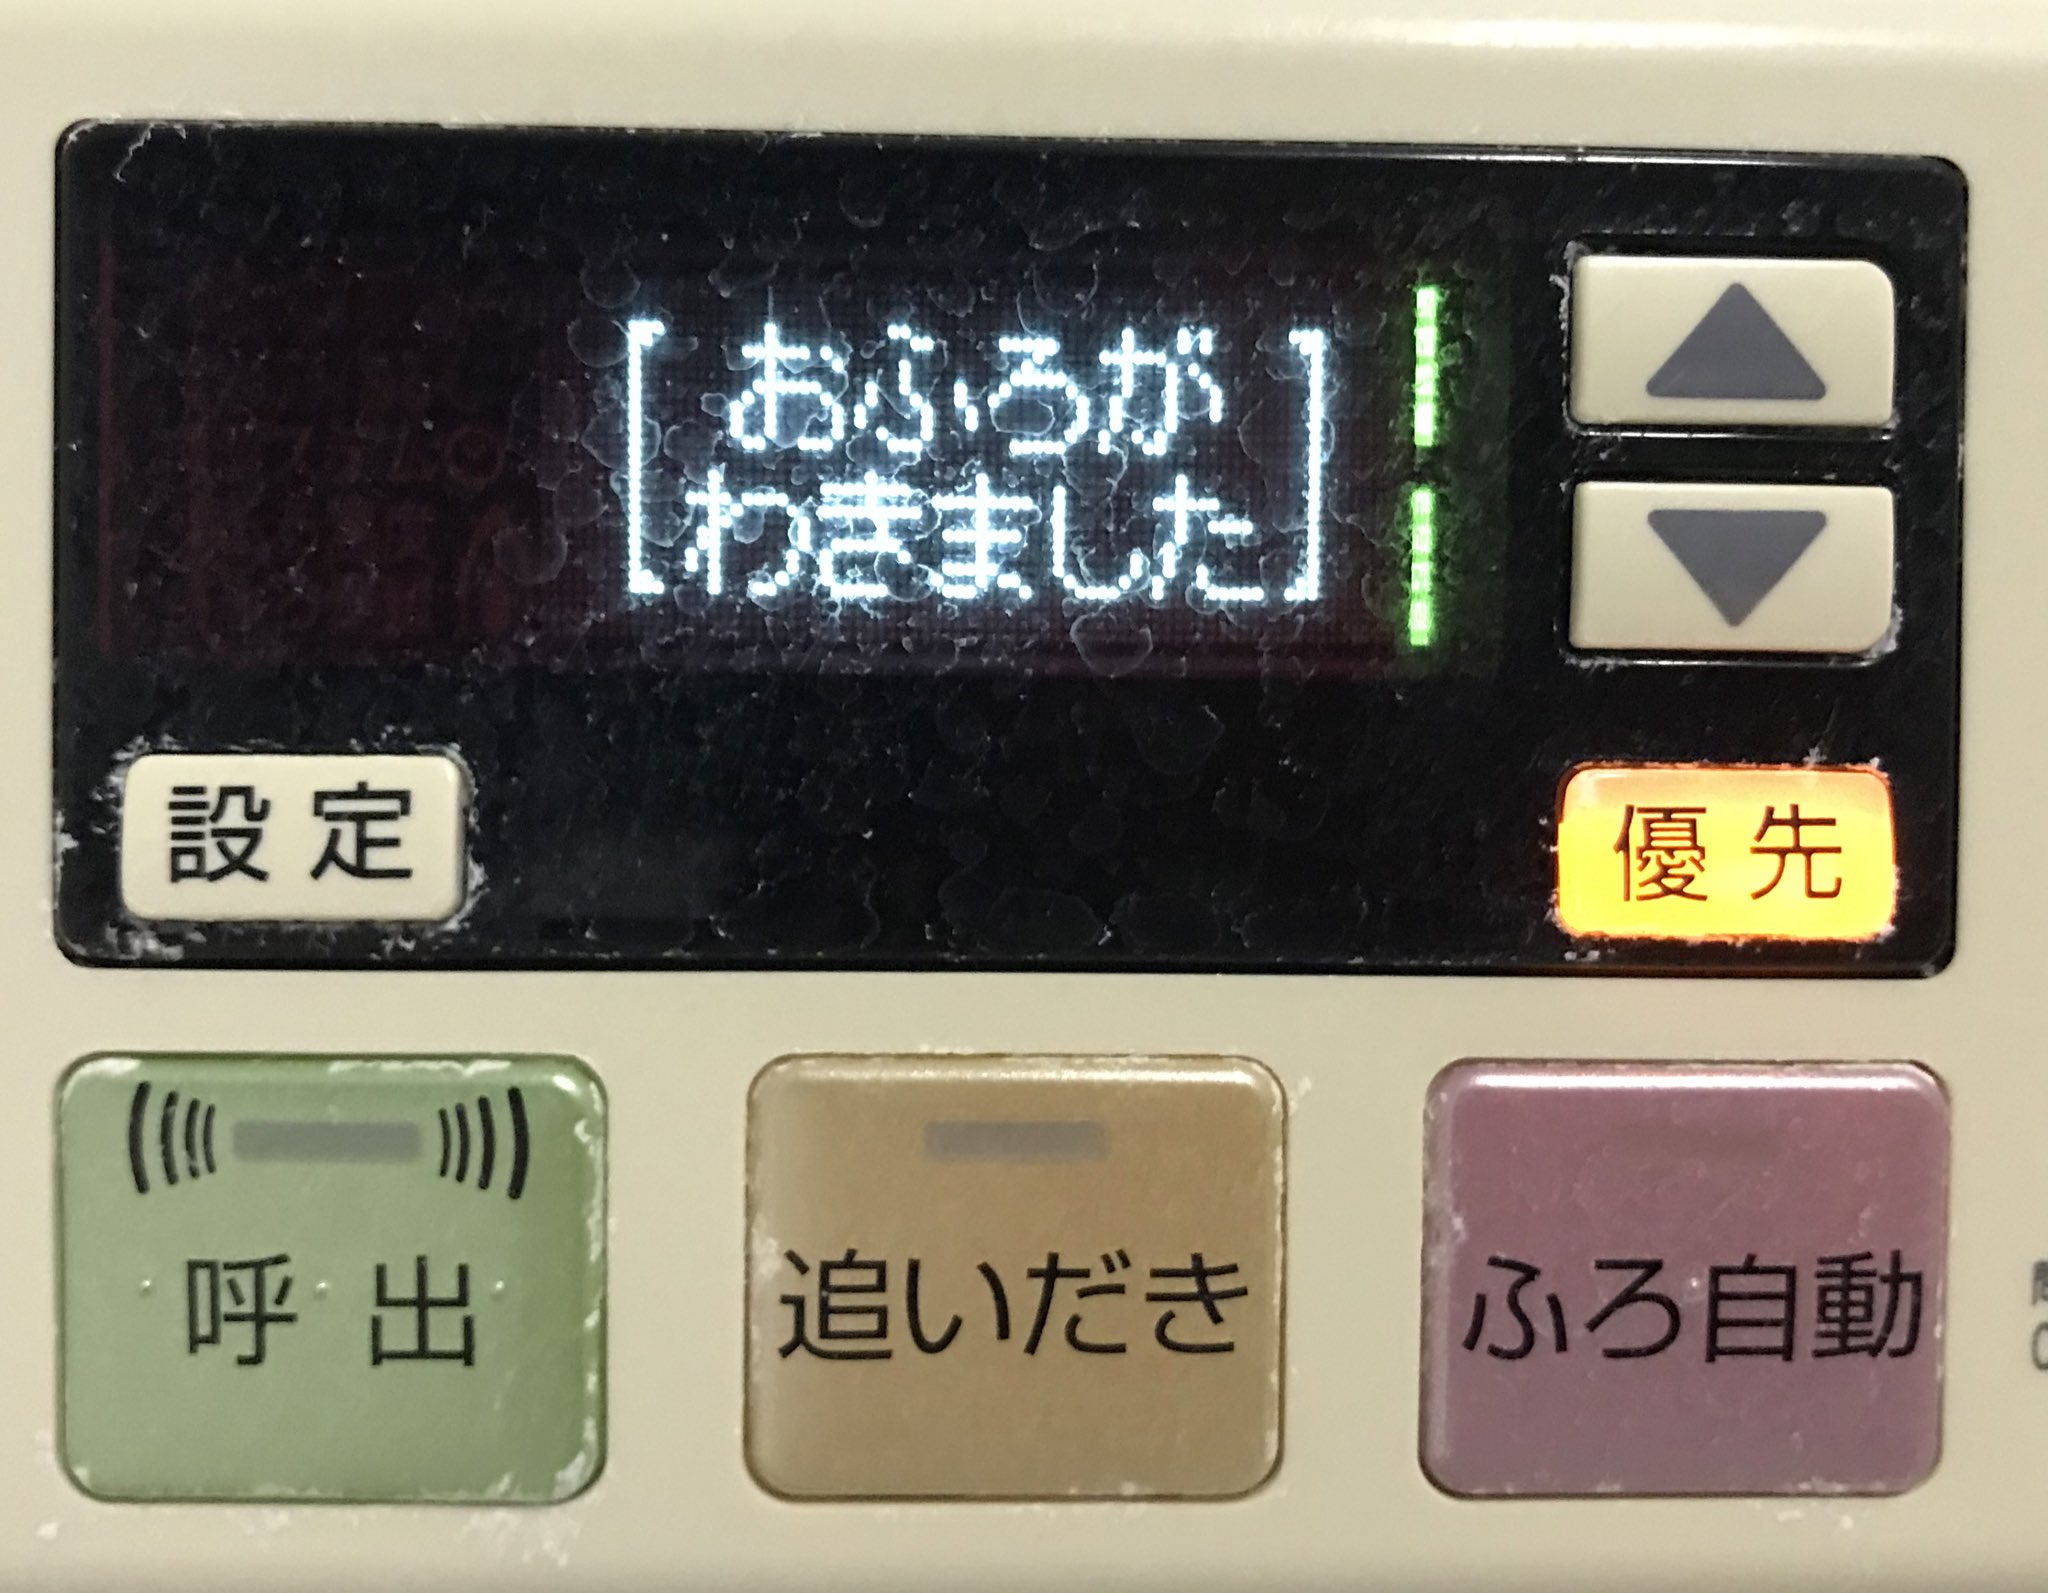 [おふろが
わきました]
設定
優先
呼出
追いだき
ふろ自動